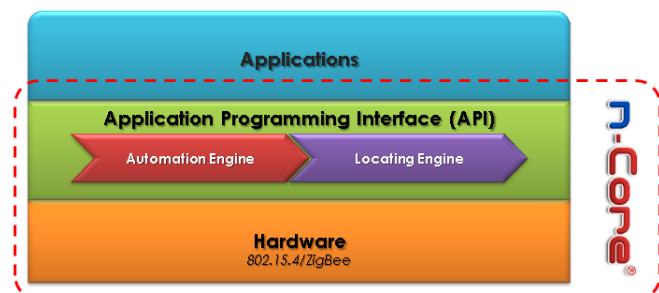 Applications
Application Programming Interface (API)
Automation Engine
Locating Engine
Hardware
802.15.4/ZigBee
n-Core®